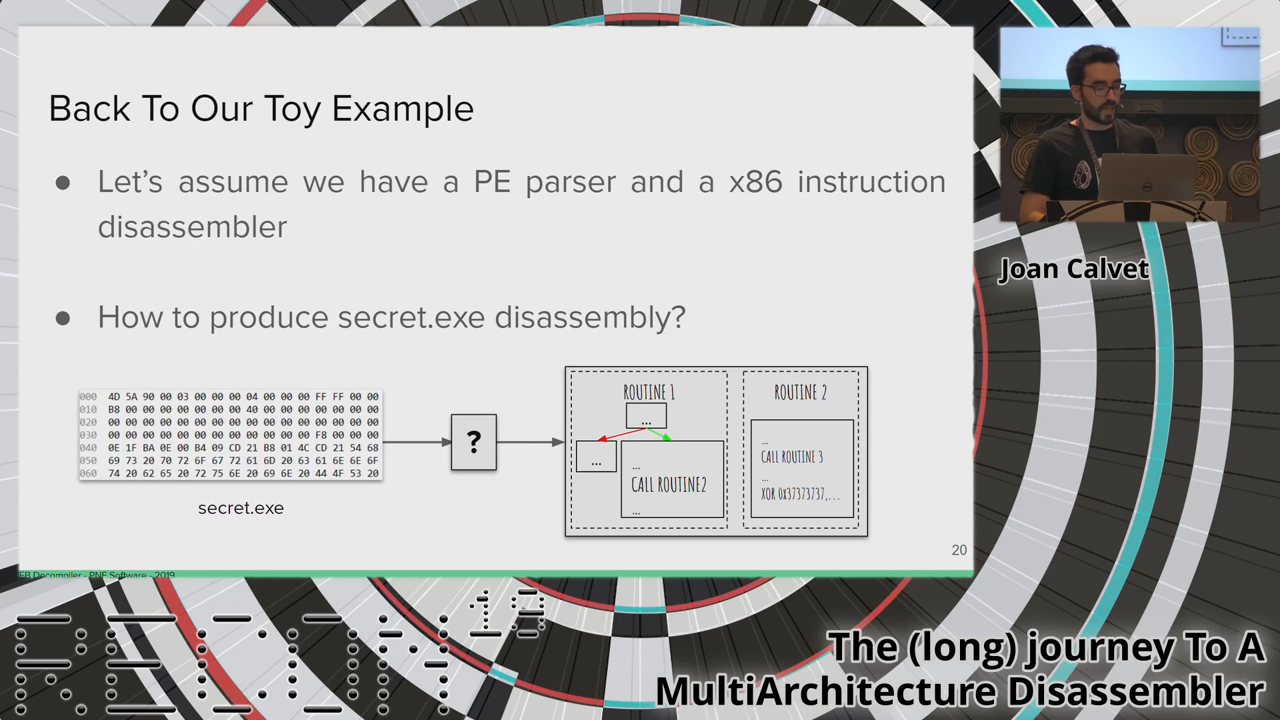 Back To Our Toy Example
● Let's assume we have a PE parser and a x86 instruction
disassembler
● How to produce secret.exe disassembly?
000 4D 5A 90 00 03 00 00 00 04 00 00 00 FF FF 00 00
010 B8 00 00 00 00 00 00 00 40 00 00 00 00 00 00 00
020 00 00 00 00 00 00 00 00 00 00 00 00 00 00 00 00
030 00 00 00 00 00 00 00 00 00 00 00 00 F8 00 00 00
040 0E 1F BA 0E 00 B4 09 CD 21 B8 01 4C CD 21 54 68
050 69 73 20 70 72 6F 67 72 61 6D 20 63 61 6E 6E 6F
060 74 20 62 65 20 72 75 6E 20 69 6E 20 44 4F 53 20
secret.exe
?
ROUTINE 1
...
...
...
CALL ROUTINE2
...
ROUTINE 2
...
CALL ROUTINE 3
...
XOR 0x37373737,...
20
EB Decompiler - PNF Software - 2019
DELL
Joan Calvet
RECON 19
The (long) journey To A
MultiArchitecture Disassembler